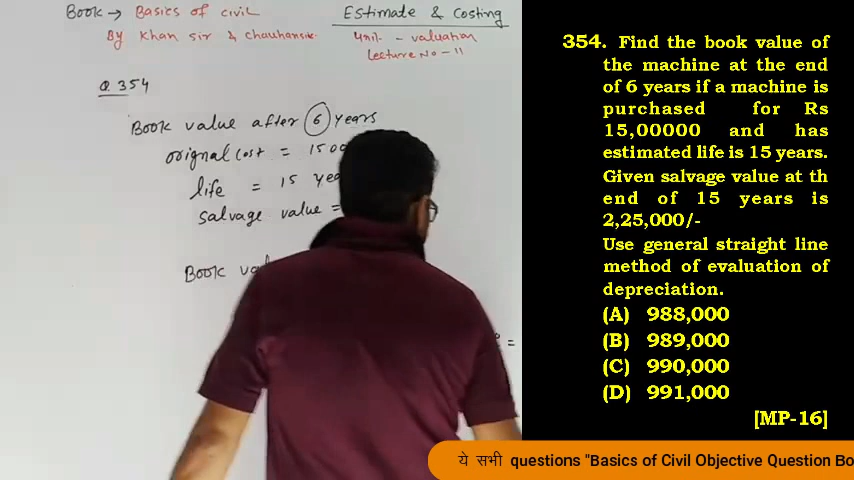 Book → Basics of civil
By Khan sir & chauhansir.
Estimate & Costing
Unit - valuation
Lecture No - 11
Q 354
Book value after 6 years
orignal cost = 1500
life = 15 yea
salvage value =
Book va
=
354. Find the book value of
the machine at the end
of 6 years if a machine is
purchased for Rs
15,00000 and has
estimated life is 15 years.
Given salvage value at th
end of 15 years is
2,25,000/-
Use general straight line
method of evaluation of
depreciation.
(A) 988,000
(B) 989,000
(C) 990,000
(D) 991,000
[MP-16]
ये सभी questions "Basics of Civil Objective Question Bo